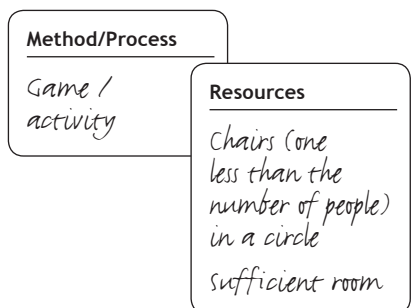 Method/Process
Game /
activity
Resources
Chairs (one
less than the
number of people)
in a circle
Sufficient room